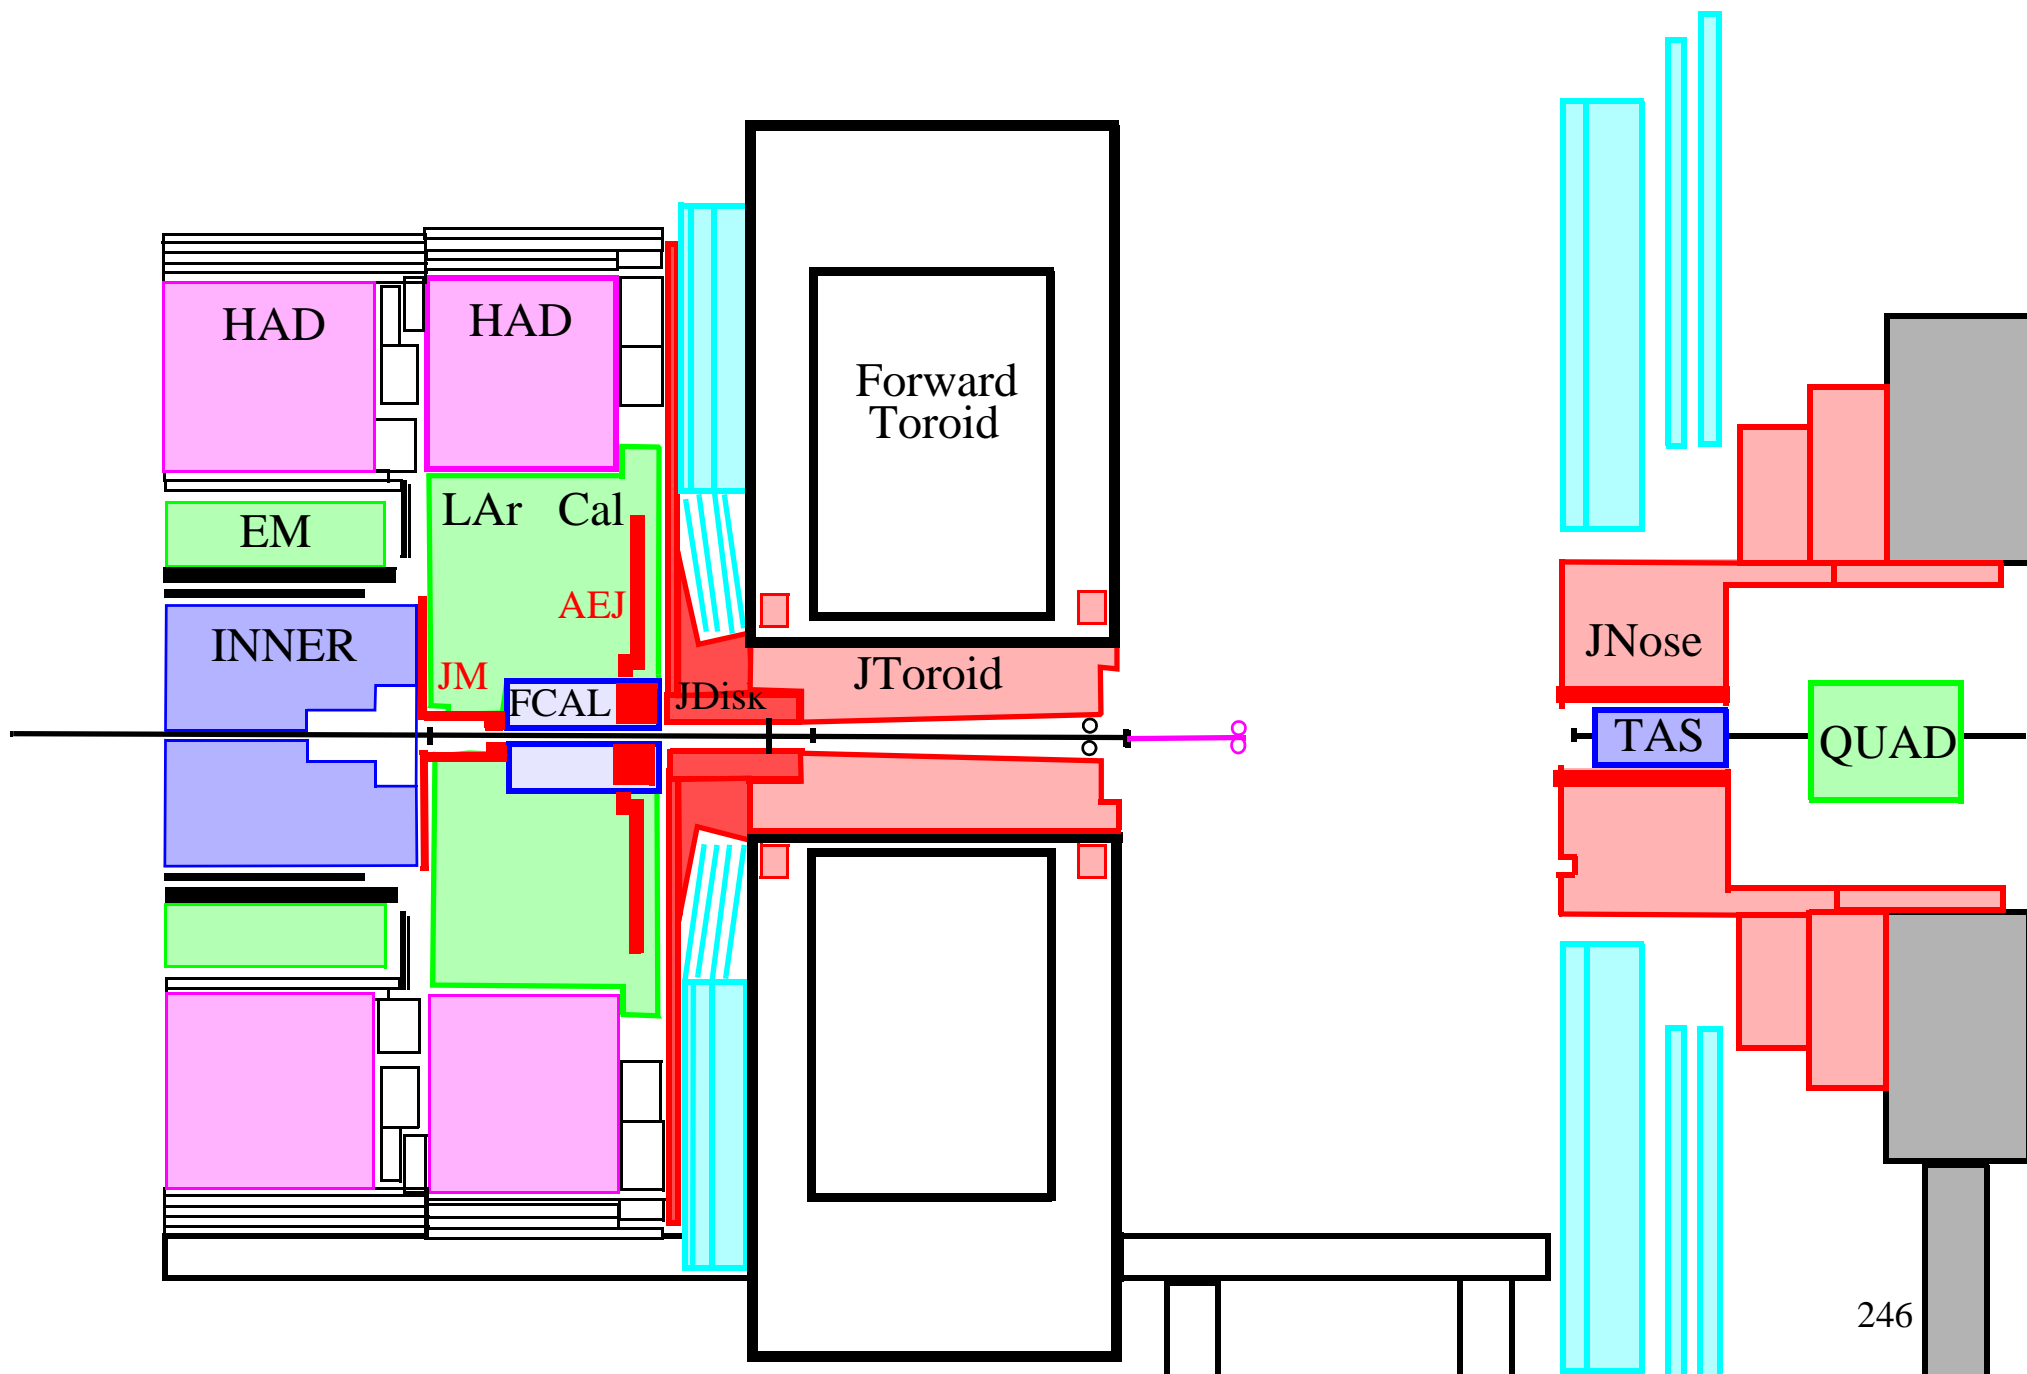 HAD
HAD
Forward
Toroid
LAr Cal
EM
AEJ
INNER
JNose
JM
JToroid
FCAL
JDisk
TAS
QUAD
246